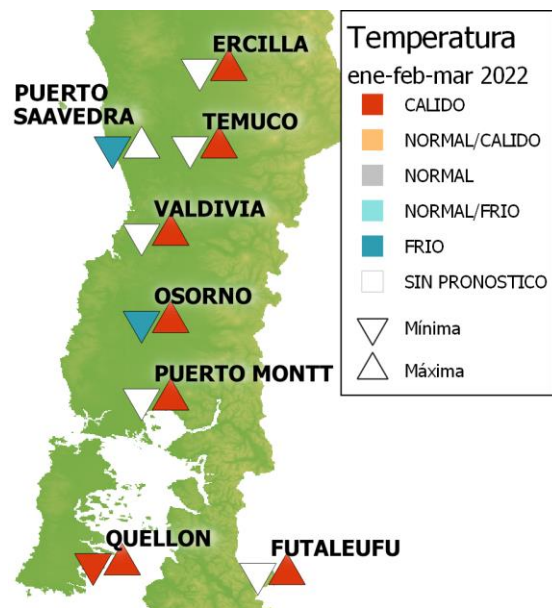 ERCILLA
PUERTO
SAAVEDRA
TEMUCO
VALDIVIA
OSORNO
PUERTO MONTT
QUELLON
FUTALEUFU
Temperatura
ene-feb-mar 2022
CALIDO
NORMAL/CALIDO
NORMAL
NORMAL/FRIO
FRIO
SIN PRONOSTICO
Mínima
Máxima